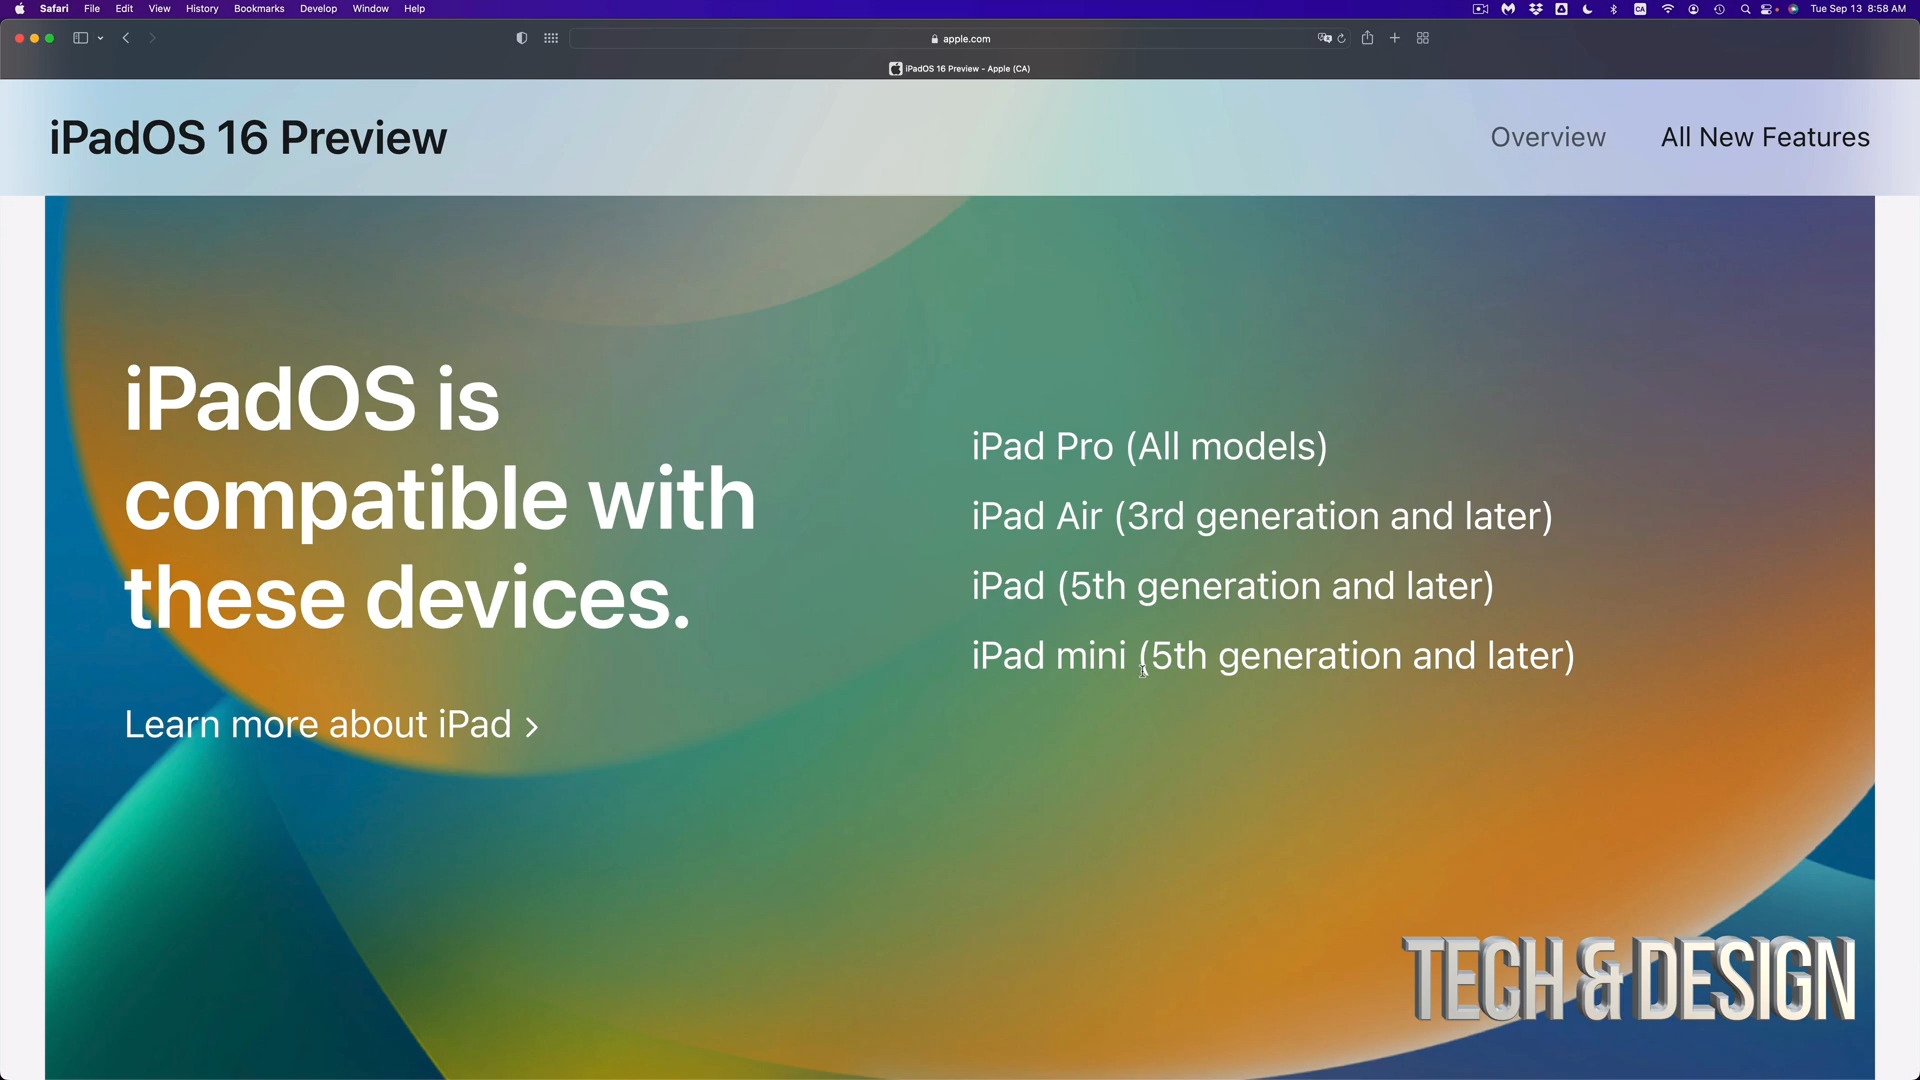 Safari File Edit View History Bookmarks Develop Window Help
CA
Tue Sep 13 8:58 AM
apple.com
iPadOS 16 Preview - Apple (CA)
iPadOS 16 Preview
Overview
All New Features
iPadOS is
compatible with
these devices.
Learn more about iPad >
iPad Pro (All models)
iPad Air (3rd generation and later)
iPad (5th generation and later)
iPad mini (5th generation and later)
TECH & DESIGN